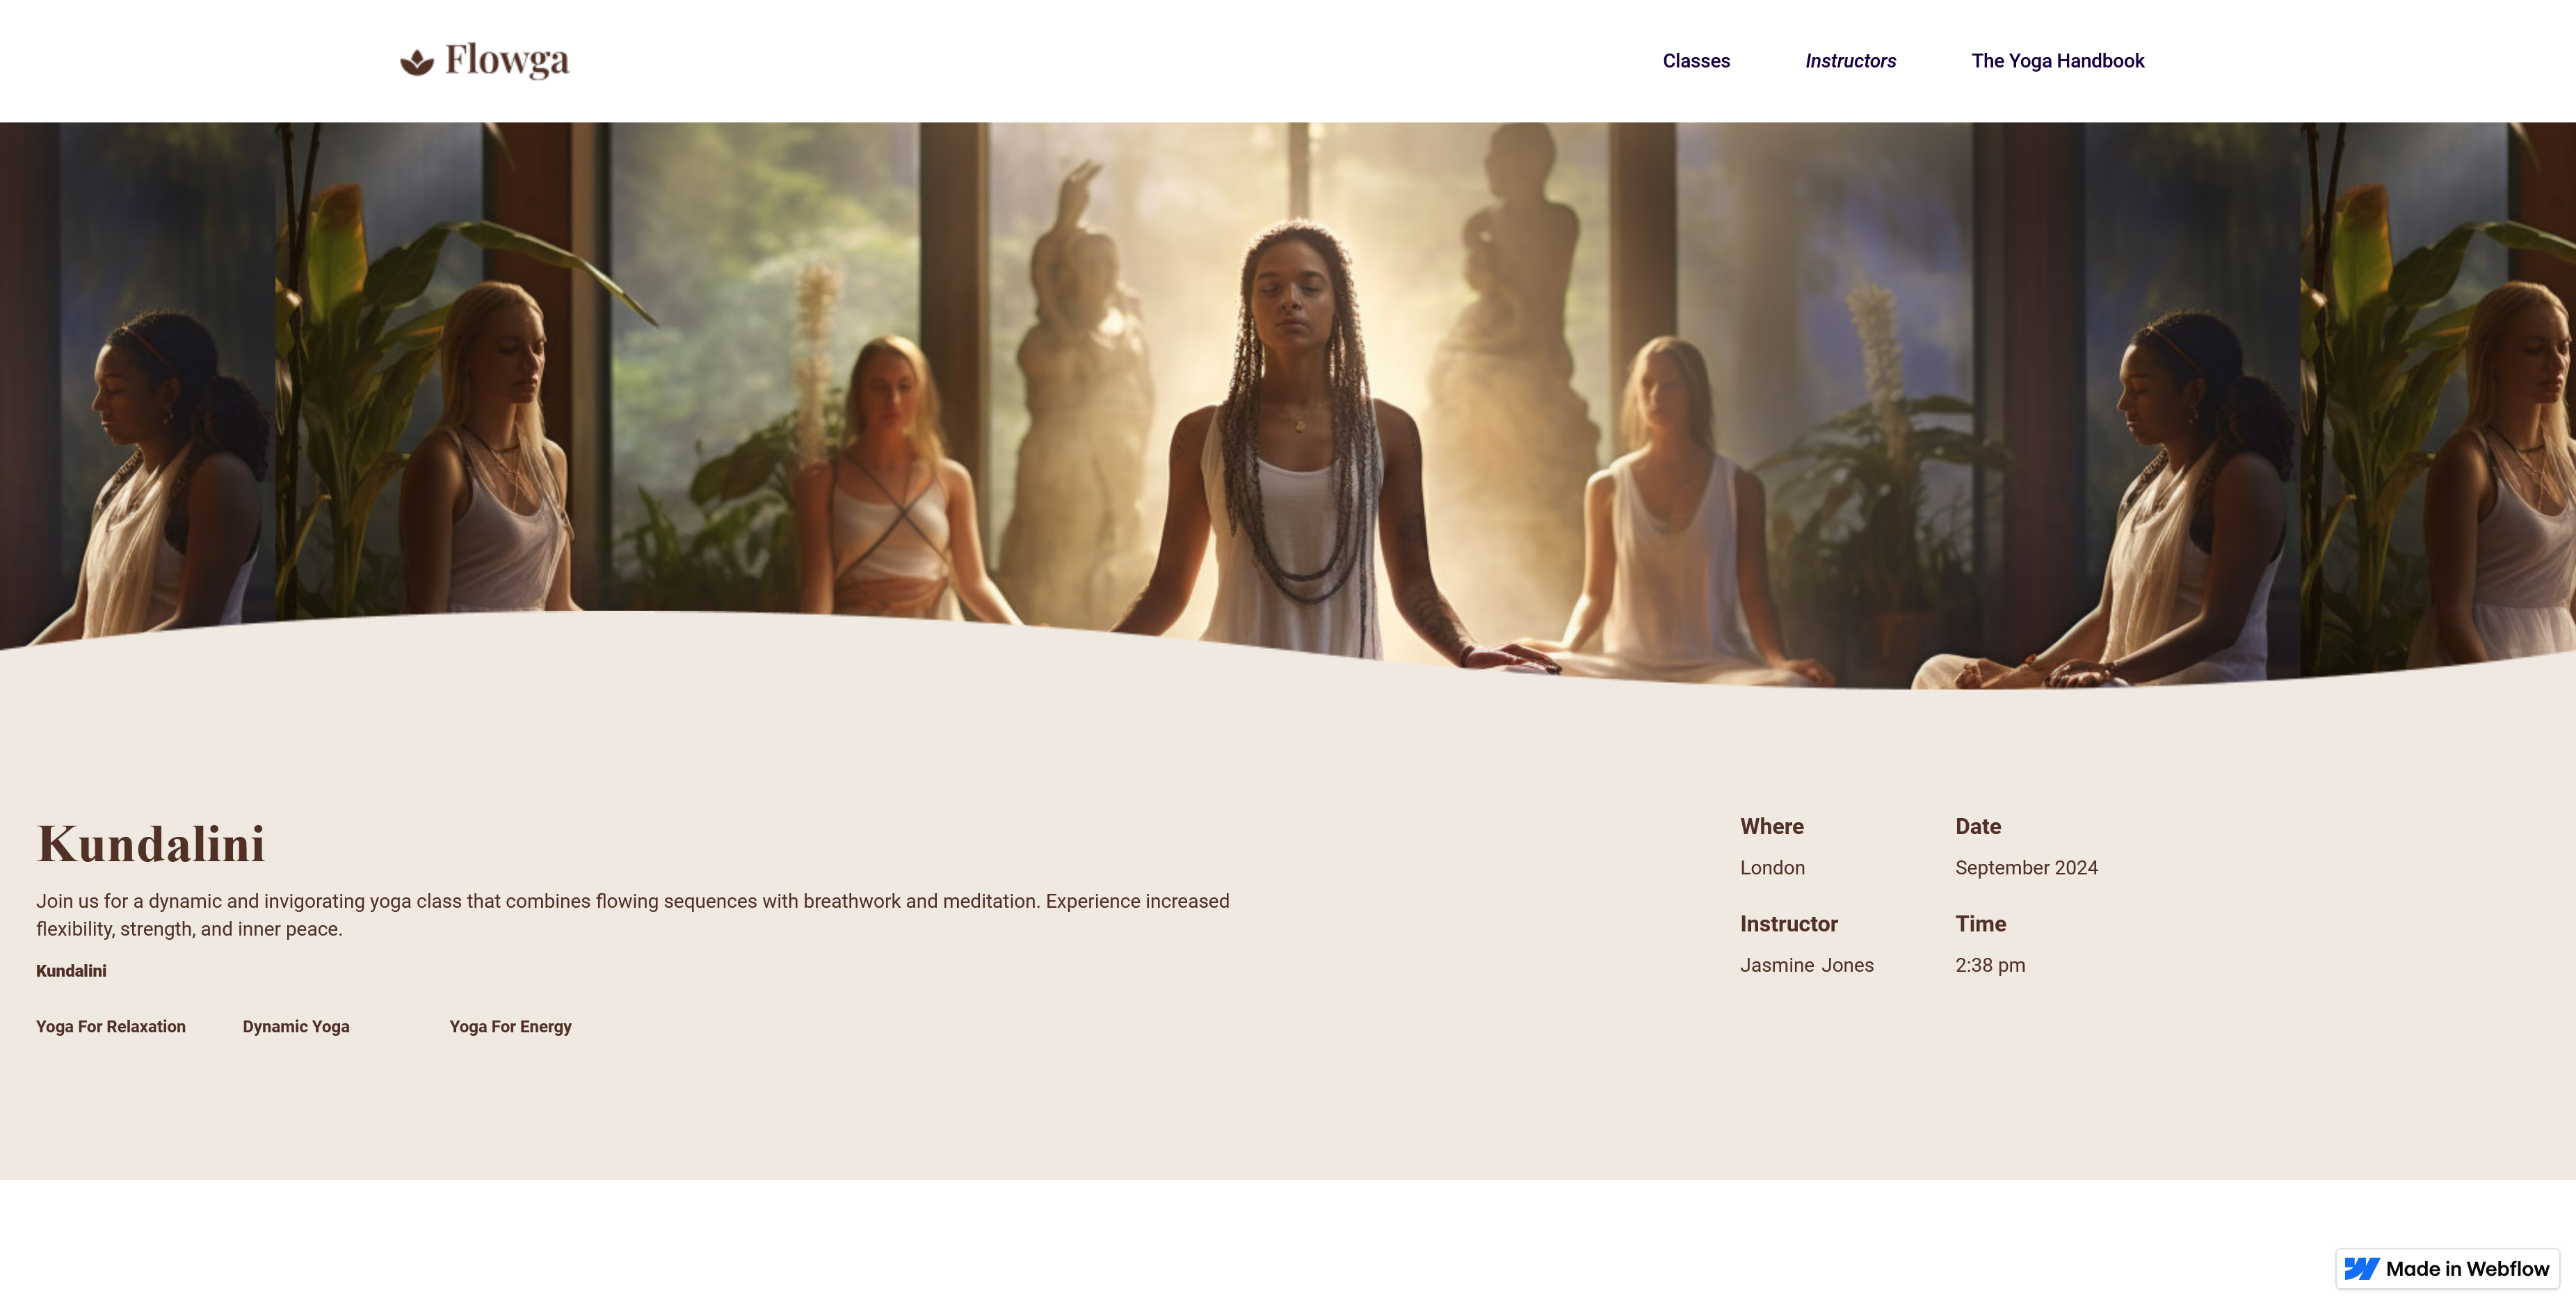 Flowga
Classes
Instructors
The Yoga Handbook
Kundalini
Join us for a dynamic and invigorating yoga class that combines flowing sequences with breathwork and meditation. Experience increased
flexibility, strength, and inner peace.
Kundalini
Yoga For Relaxation
Dynamic Yoga
Yoga For Energy
Where
London
Date
September 2024
Instructor
Jasmine Jones
Time
2:38 pm
Made in Webflow